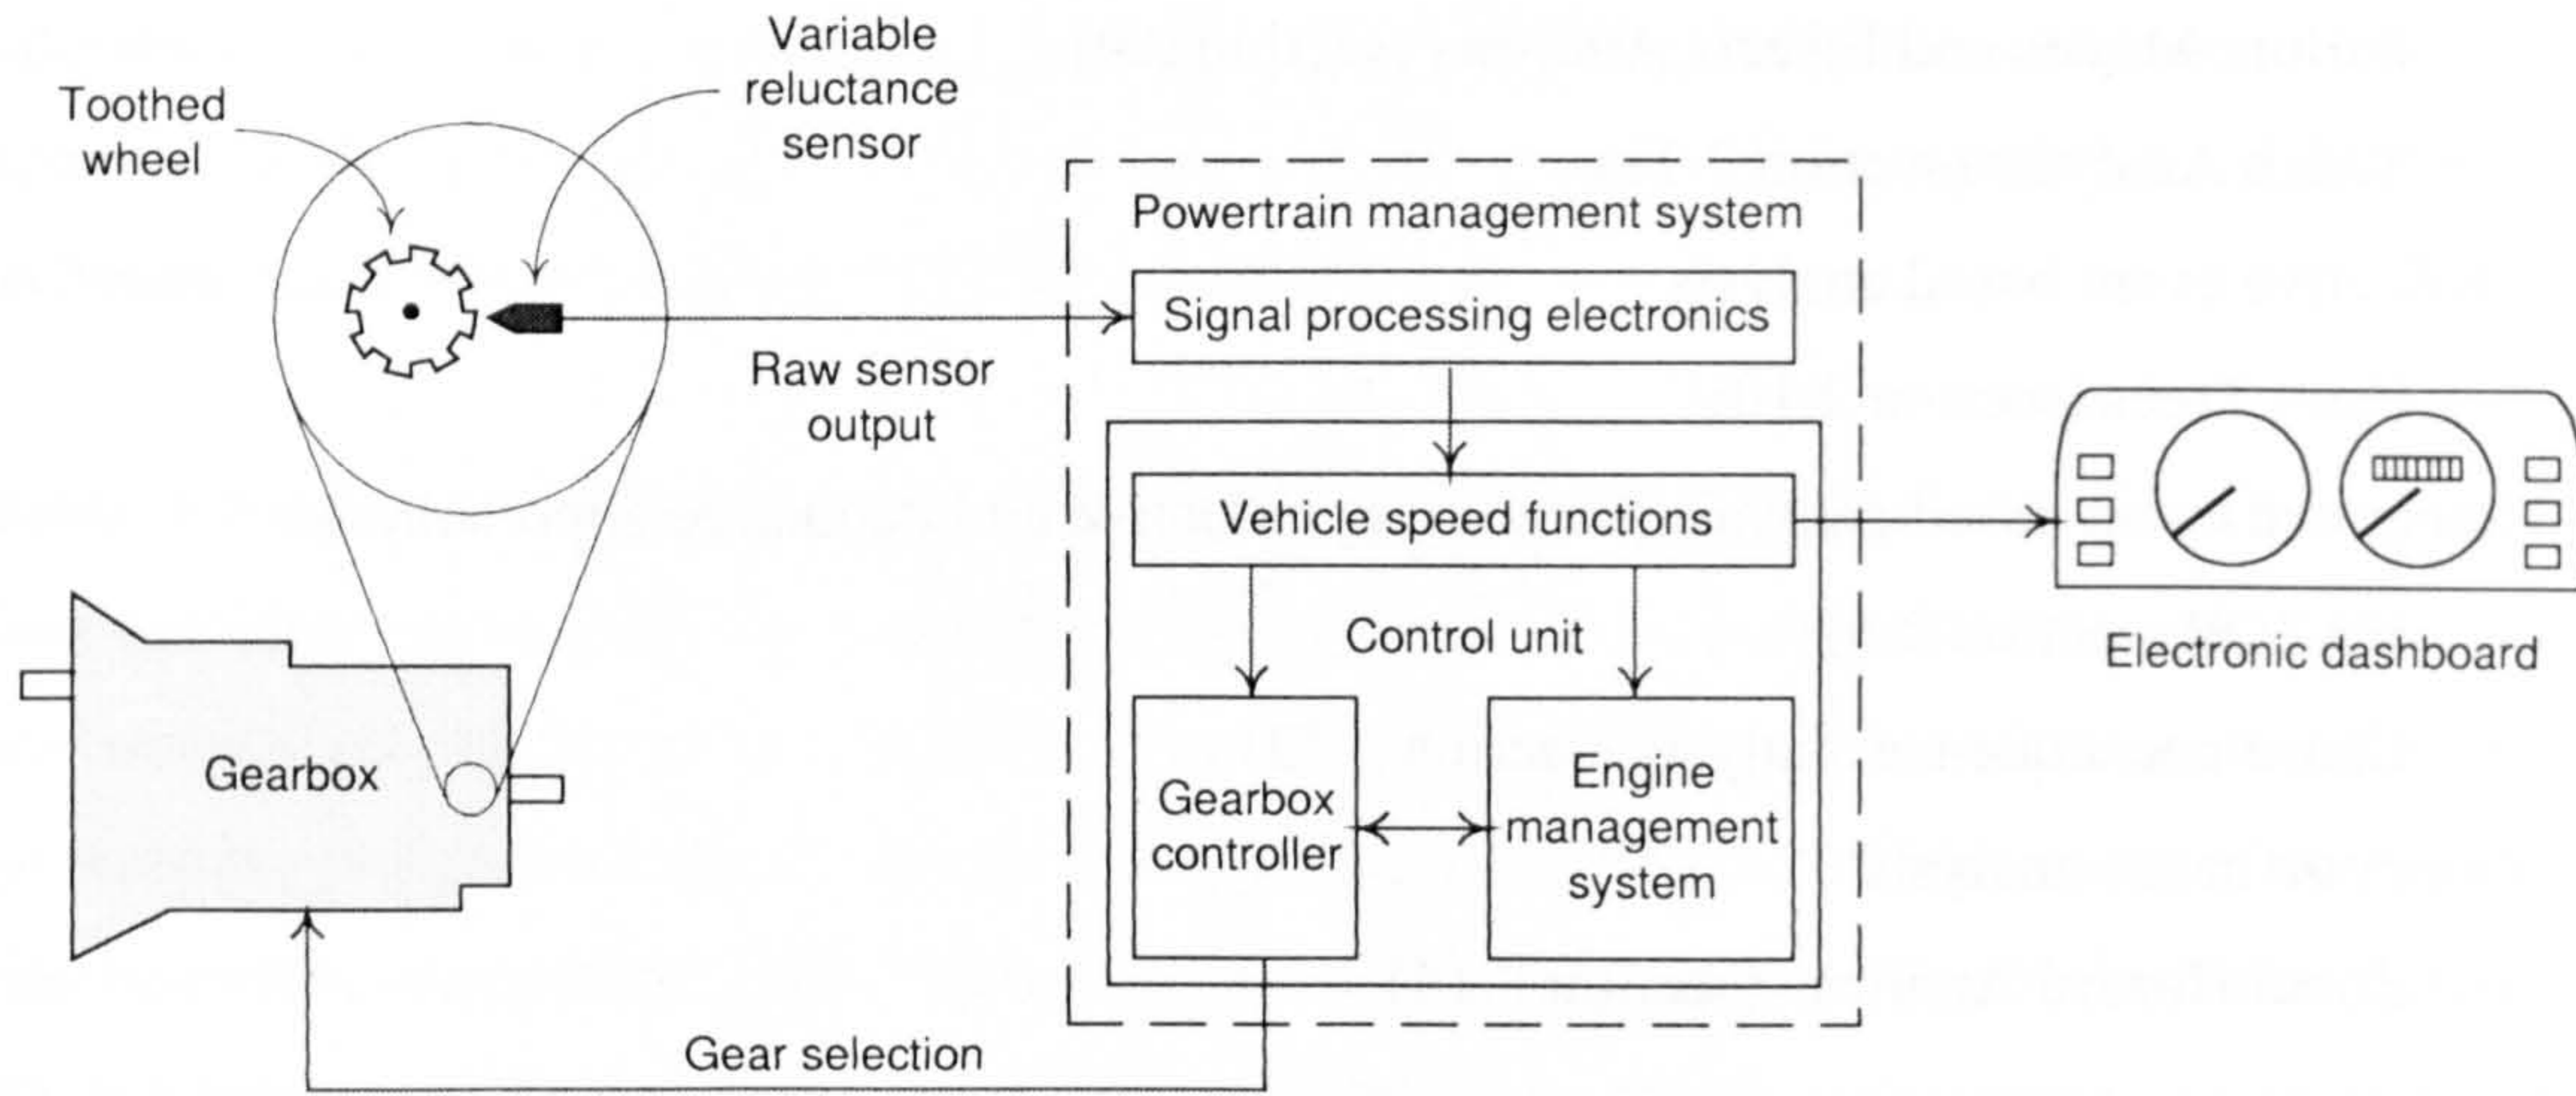 Variable
reluctance
sensor
Toothed
wheel
Powertrain management system
Signal processing electronics
Raw sensor
output
Vehicle speed functions
Control unit
Electronic dashboard
Gearbox
Gearbox
controller
Engine
management
system
Gear selection